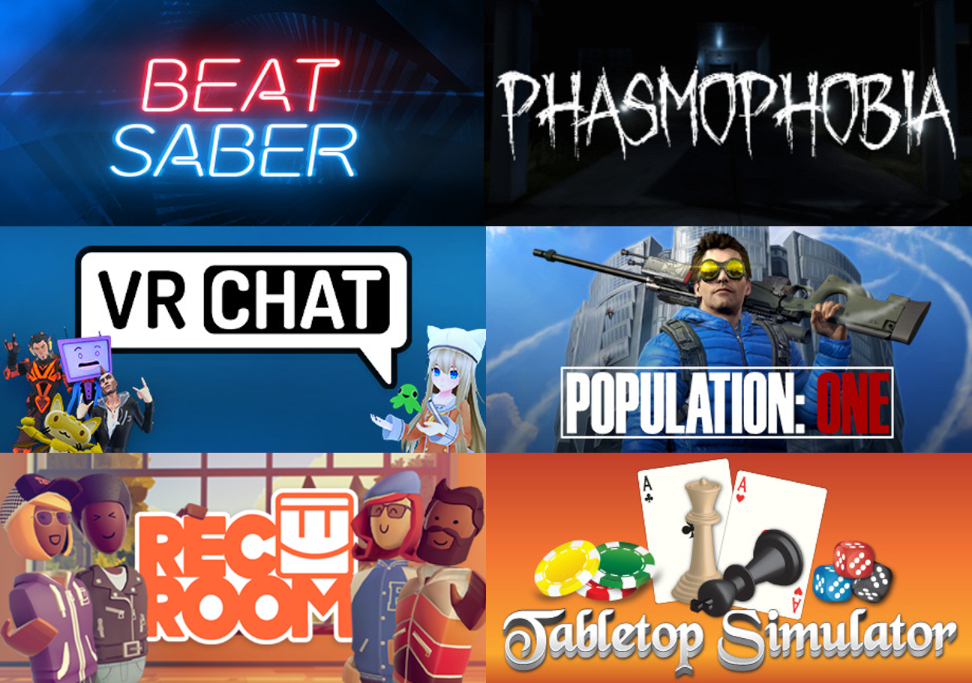 BEAT
SABER
PHASMOPHOBIA
VR CHAT
POPULATION: ONE
REC
ROOM
A
A
A
Tabletop Simulator